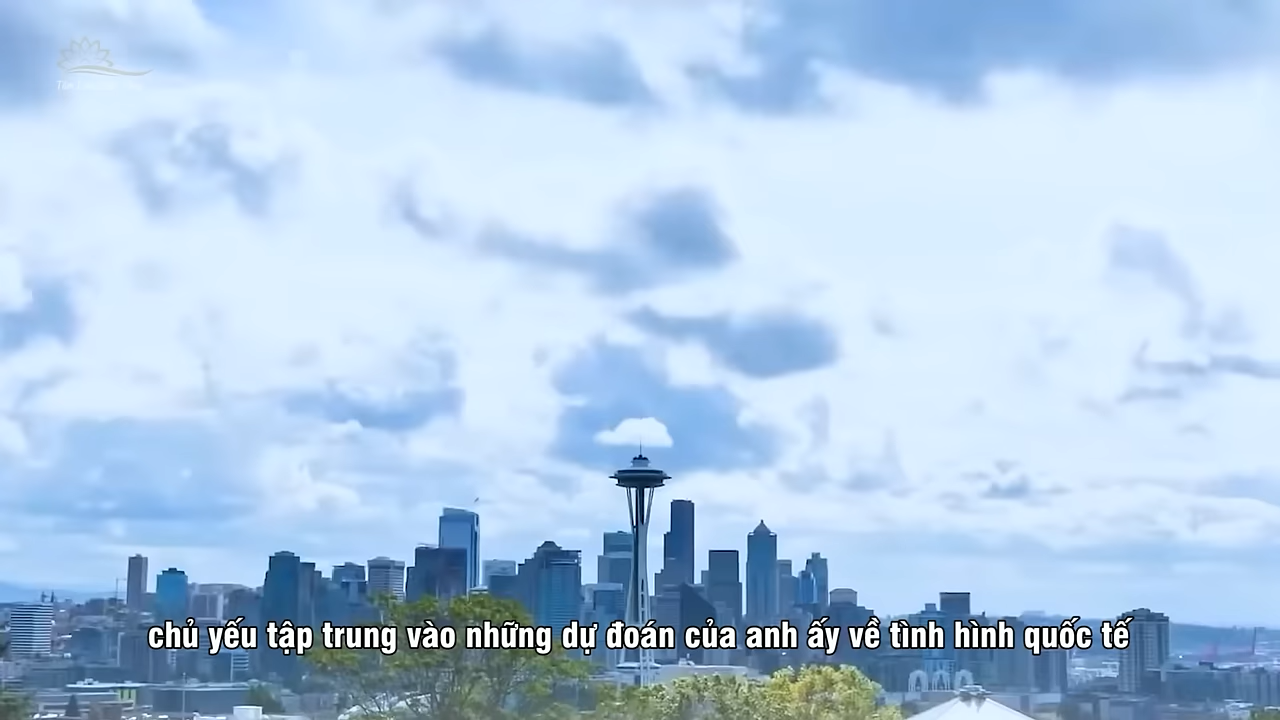 chủ yếu tập trung vào những dự đoán của anh ấy về tình hình quốc tế